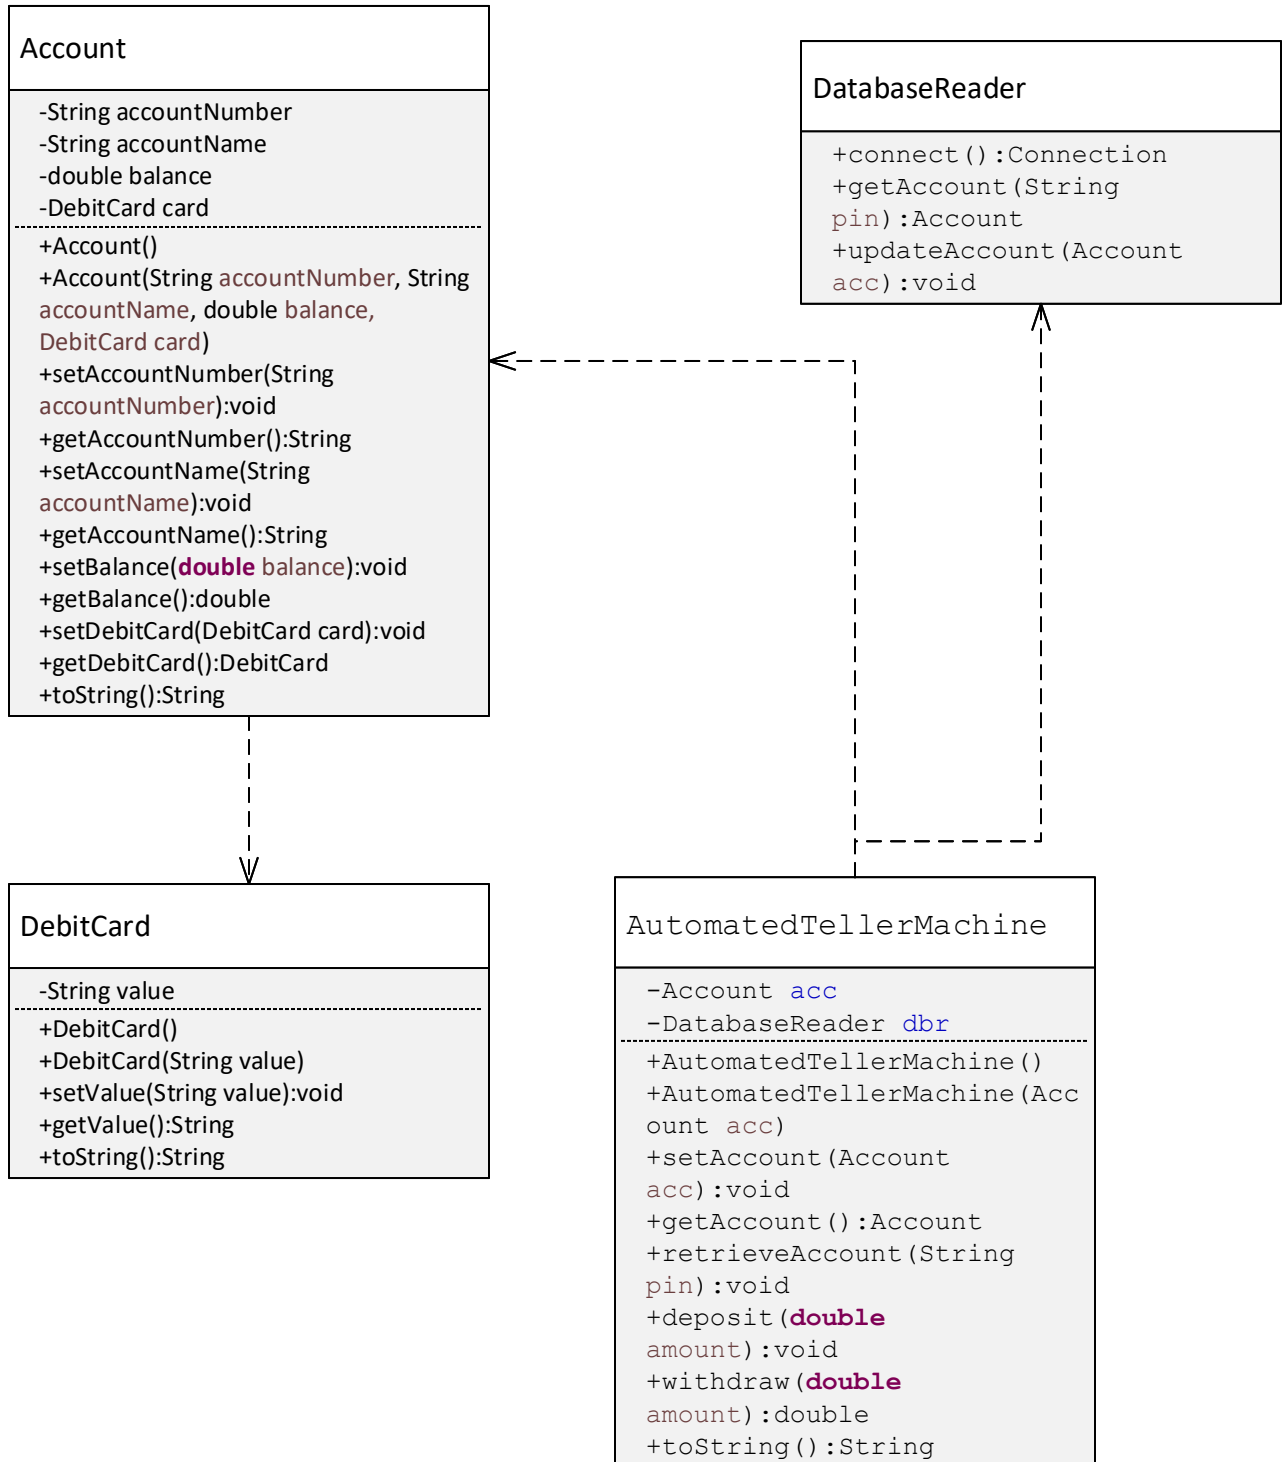 Account
-String accountNumber
-String accountName
-double balance
-DebitCard card
+Account()
+Account(String accountNumber, String
accountName, double balance,
DebitCard card)
+setAccountNumber(String
accountNumber):void
+getAccountNumber():String
+setAccountName(String
accountName):void
+getAccountName():String
+setBalance(double balance):void
+getBalance():double
+setDebitCard(DebitCard card):void
+getDebitCard():DebitCard
+toString():String
DatabaseReader
+connect():Connection
+getAccount(String
pin):Account
+updateAccount(Account
acc):void
DebitCard
-String value
+DebitCard()
+DebitCard(String value)
+setValue(String value):void
+getValue():String
+toString():String
AutomatedTellerMachine
-Account acc
-DatabaseReader dbr
+AutomatedTellerMachine()
+AutomatedTellerMachine(Acc
ount acc)
+setAccount(Account
acc):void
+getAccount():Account
+retrieveAccount(String
pin):void
+deposit(double
amount):void
+withdraw(double
amount):double
+toString():String